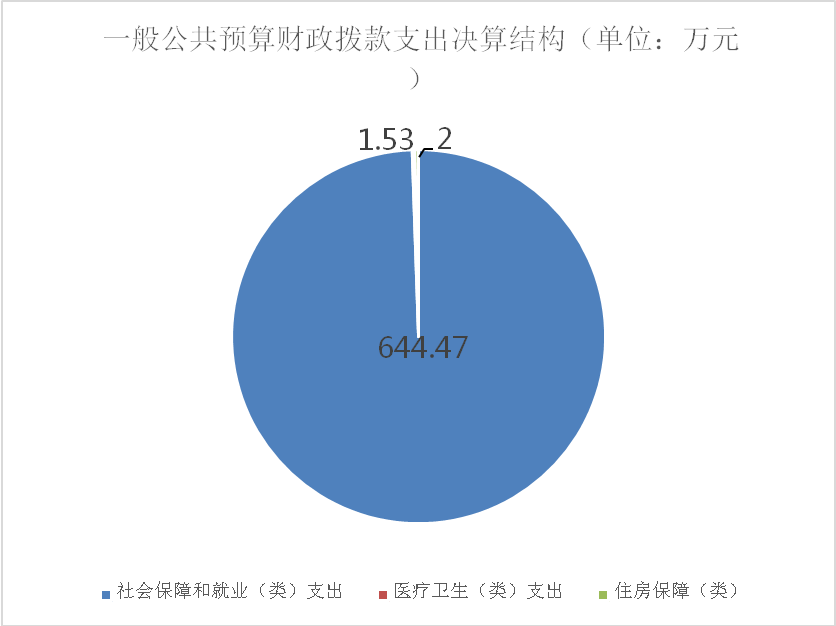 一般公共预算财政拨款支出决算结构（单位：万元
）
1.53
2
644.47
社会保障和就业（类）支出
医疗卫生（类）支出
住房保障（类）